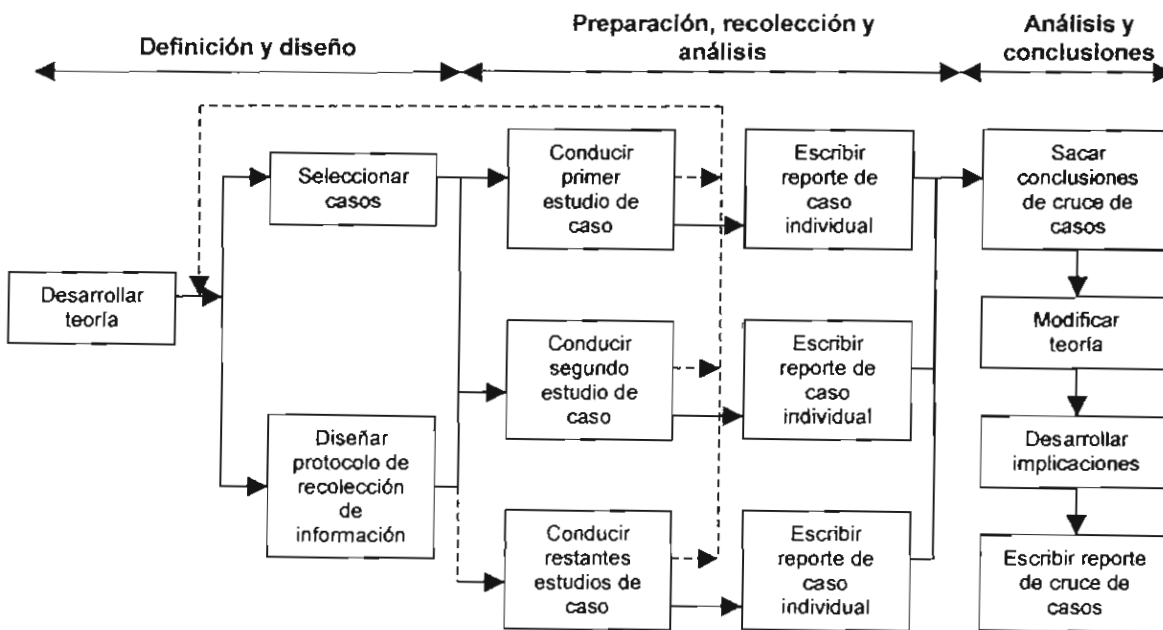 Definición y diseño
Preparación, recolección y
análisis
Análisis y
conclusiones
Desarrollar
teoría
Seleccionar
casos
Diseñar
protocolo de
recolección
de
información
Conducir
primer
estudio de
caso
Escribir
reporte de
caso
individual
Conducir
segundo
estudio de
caso
Escribir
reporte de
caso
individual
Conducir
restantes
estudios de
caso
Escribir
reporte de
caso
individual
Sacar
conclusiones
de cruce de
casos
Modificar
teoría
Desarrollar
implicaciones
Escribir reporte
de cruce de
casos